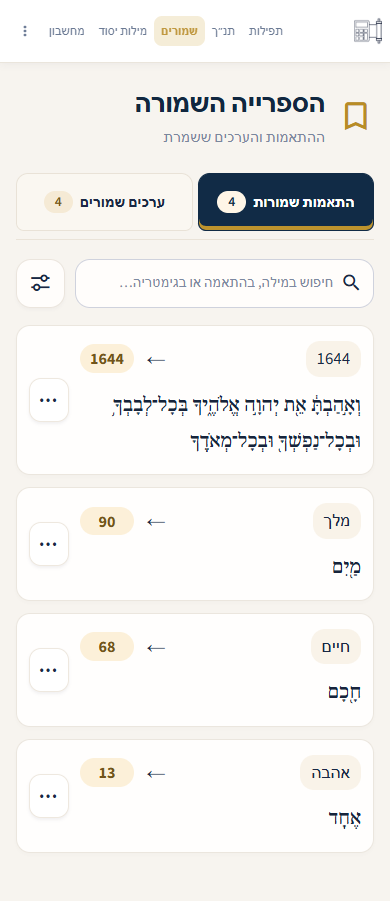 תפילות תנ״ך שמורים מילות יסוד מחשבון
הספרייה השמורה
ההתאמות והערכים ששמרת
התאמות שמורות 4 ערכים שמורים 4
חיפוש במילה, בהתאמה או בגימטריה...
1644 ← 1644
וְאָ֣הַבְתָּ֔ אֵ֖ת יְהוָ֣ה אֱלֹהֶ֑יךָ בְּכָל־לְבָבְךָ֥
וּבְכָל־נַפְשְׁךָ֖ וּבְכָל־מְאֹדֶֽךָ
מלך ← 90
מַ֖יִם
חיים ← 68
חָכָ֖ם
אהבה ← 13
אֶחָ֑ד